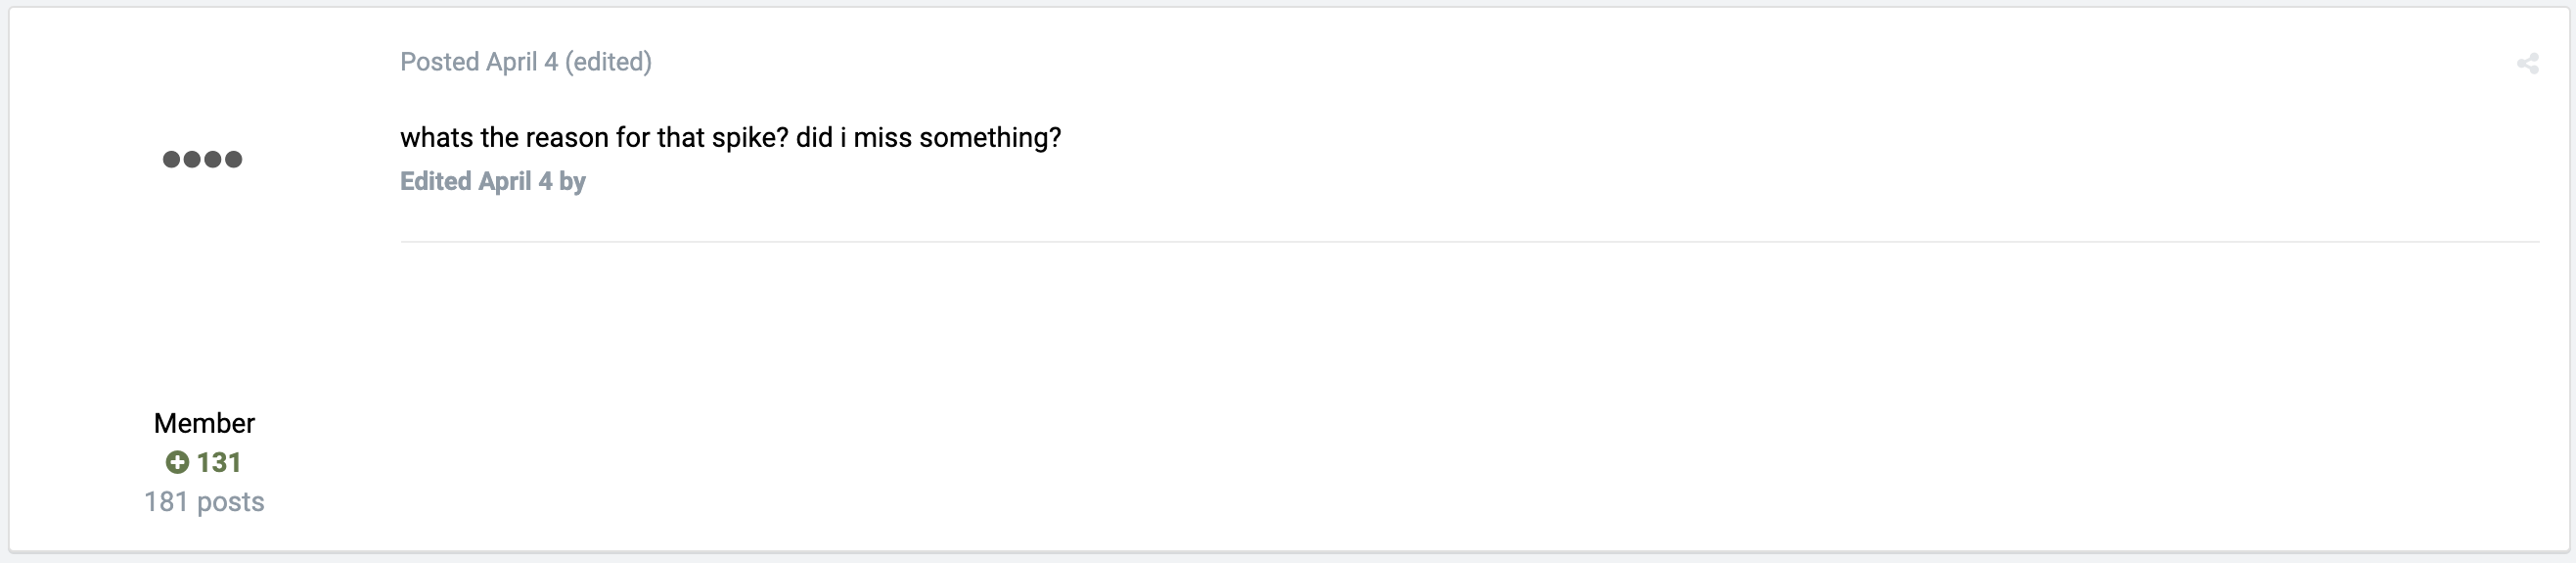 Posted April 4 (edited)
whats the reason for that spike? did i miss something?
Edited April 4 by
Member
131
181 posts